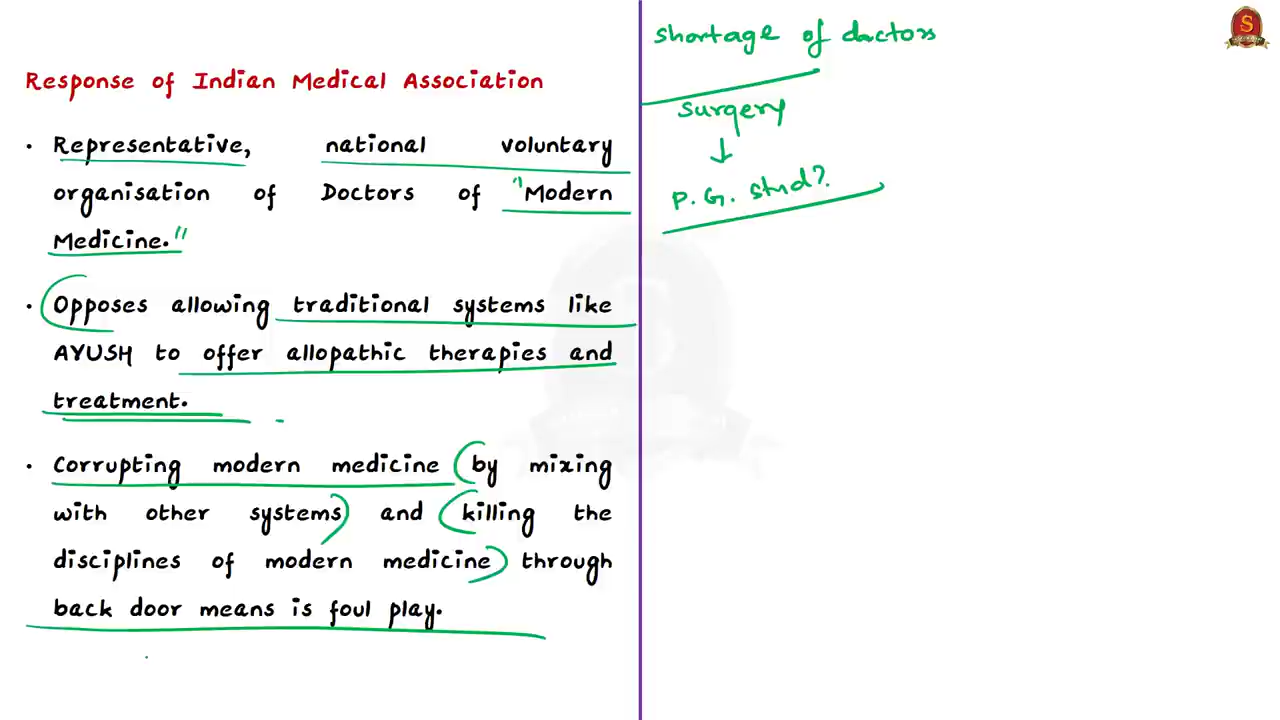 Response of Indian Medical Association
• Representative, national voluntary
organisation of Doctors of "Modern
Medicine."
• Opposes allowing traditional systems like
AYUSH to offer allopathic therapies and
treatment.
• Corrupting modern medicine (by mixing
with other systems) and (killing the
disciplines of modern medicine) through
back door means is foul play.
shortage of doctors
surgery
↓
P.G. stud?
S